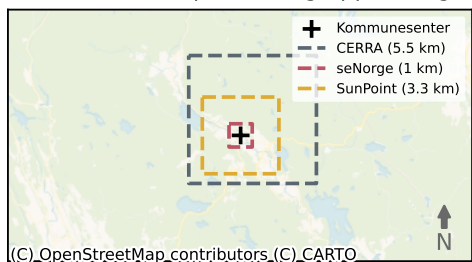 Kommunesenter
CERRA (5.5 km)
seNorge (1 km)
SunPoint (3.3 km)
N
(C) OpenStreetMap contributors (C) CARTO